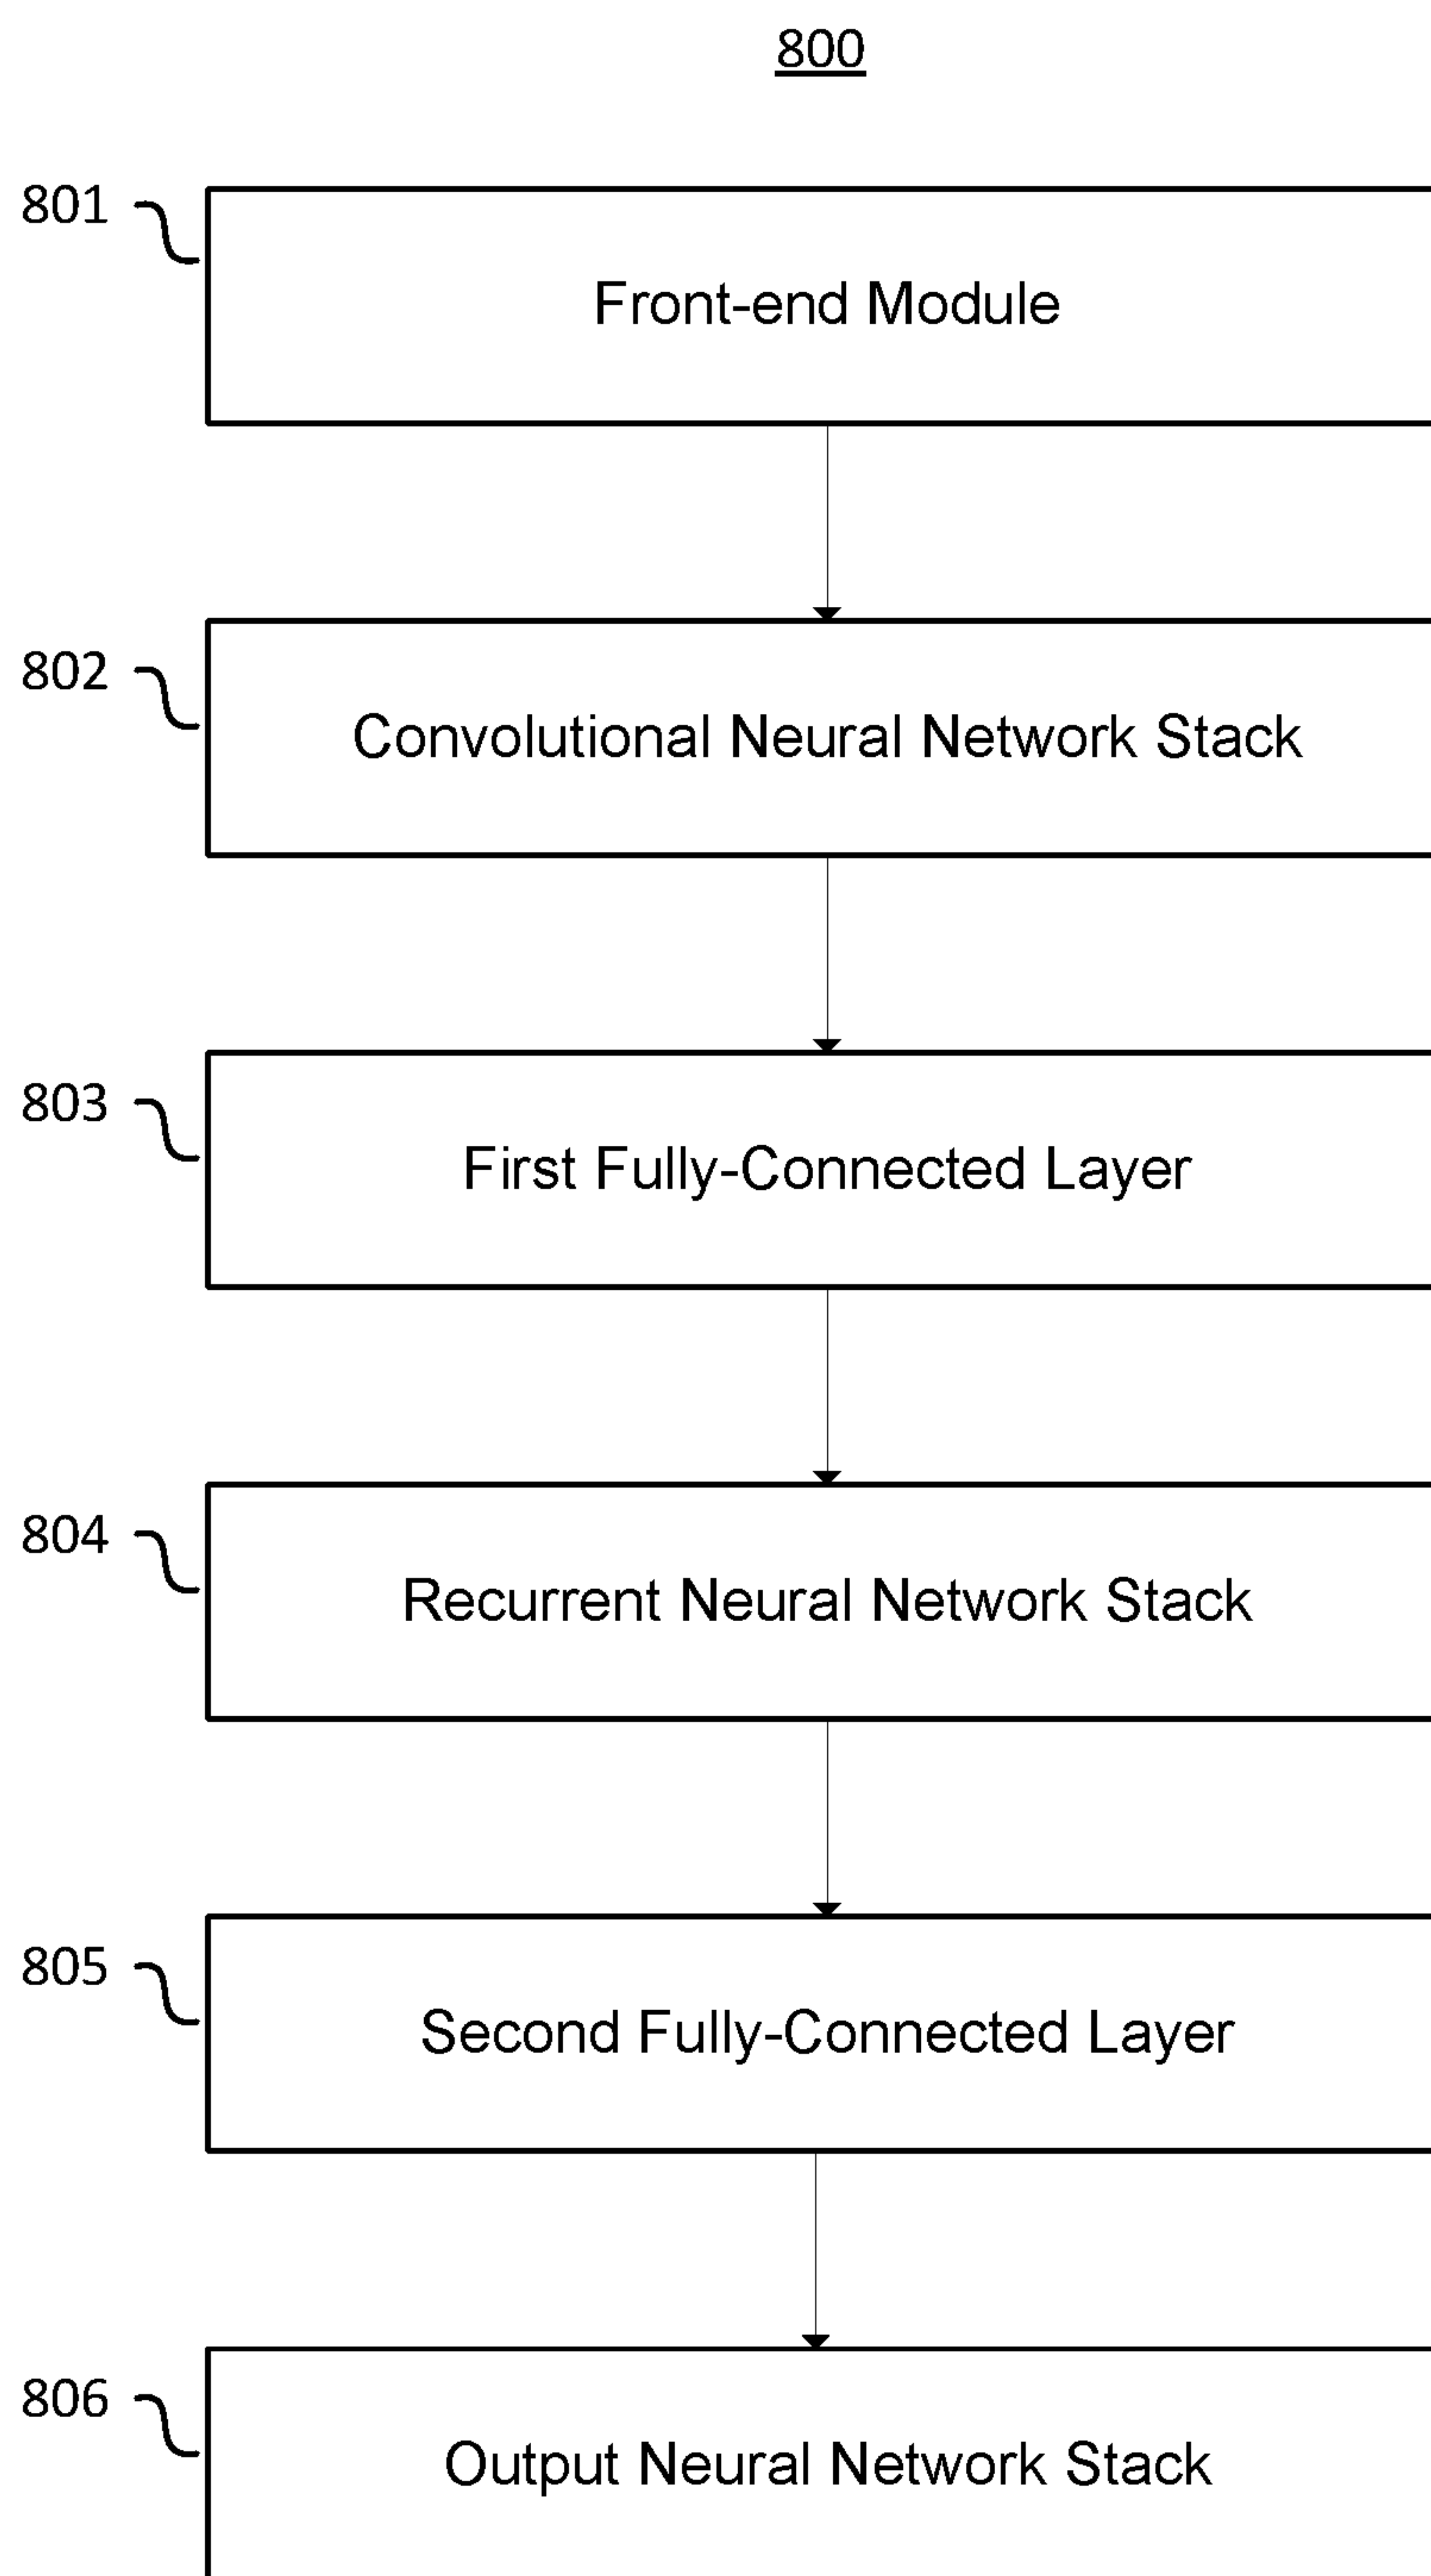 800
801
Front-end Module
802
Convolutional Neural Network Stack
803
First Fully-Connected Layer
804
Recurrent Neural Network Stack
805
Second Fully-Connected Layer
806
Output Neural Network Stack